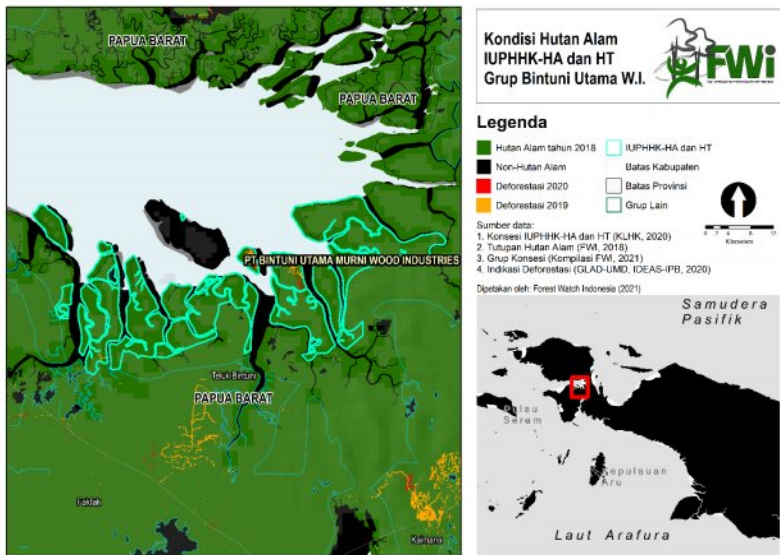 PAPUA BARAT
PAPUA BARAT
PT BINTUNI UTAMA MURNI WOOD INDUSTRIES
Teluk Bintuni
PAPUA BARAT
Fakfak
Kaimana
Kondisi Hutan Alam
IUPHHK-HA dan HT
Grup Bintuni Utama W.I.
FWi
Legenda
Hutan Alam tahun 2018
Non-Hutan Alam
Deforestasi 2020
Deforestasi 2019
IUPHHK-HA dan HT
Batas Kabupaten
Batas Provinsi
Grup Lain
Kilometers
Sumber data:
1. Konsesi IUPHHK-HA dan HT (KLHK, 2020)
2. Tutupan Hutan Alam (FWI, 2018)
3. Grup Konsesi (Kompilasi FWI, 2021)
4. Indikasi Deforestasi (GLAD-UMD, IDEAS-IPB, 2020)
Dipetakan oleh: Forest Watch Indonesia (2021)
Samudera
Pasifik
Pulau
Seram
Kepulauan
Aru
Laut Arafura